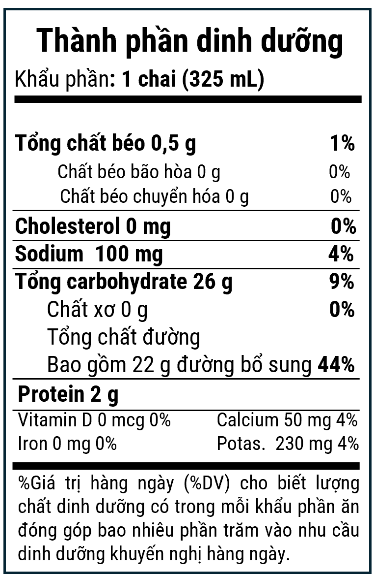 Thành phần dinh dưỡng
Khẩu phần: 1 chai (325 mL)
Tổng chất béo 0,5 g 1%
Chất béo bão hòa 0 g 0%
Chất béo chuyển hóa 0 g 0%
Cholesterol 0 mg 0%
Sodium 100 mg 4%
Tổng carbohydrate 26 g 9%
Chất xơ 0 g 0%
Tổng chất đường
Bao gồm 22 g đường bổ sung 44%
Protein 2 g
Vitamin D 0 mcg 0% Calcium 50 mg 4%
Iron 0 mg 0% Potas. 230 mg 4%
%Giá trị hàng ngày (%DV) cho biết lượng
chất dinh dưỡng có trong mỗi khẩu phần ăn
đóng góp bao nhiêu phần trăm vào nhu cầu
dinh dưỡng khuyến nghị hàng ngày.